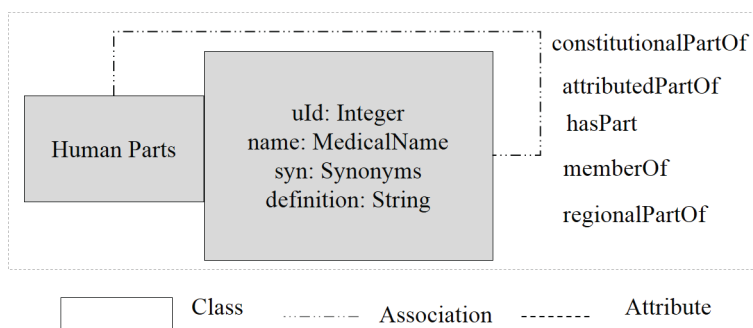 constitutionalPartOf
attributedPartOf
hasPart
memberOf
regionalPartOf
Human Parts
uId: Integer
name: MedicalName
syn: Synonyms
definition: String
Class
Association
Attribute